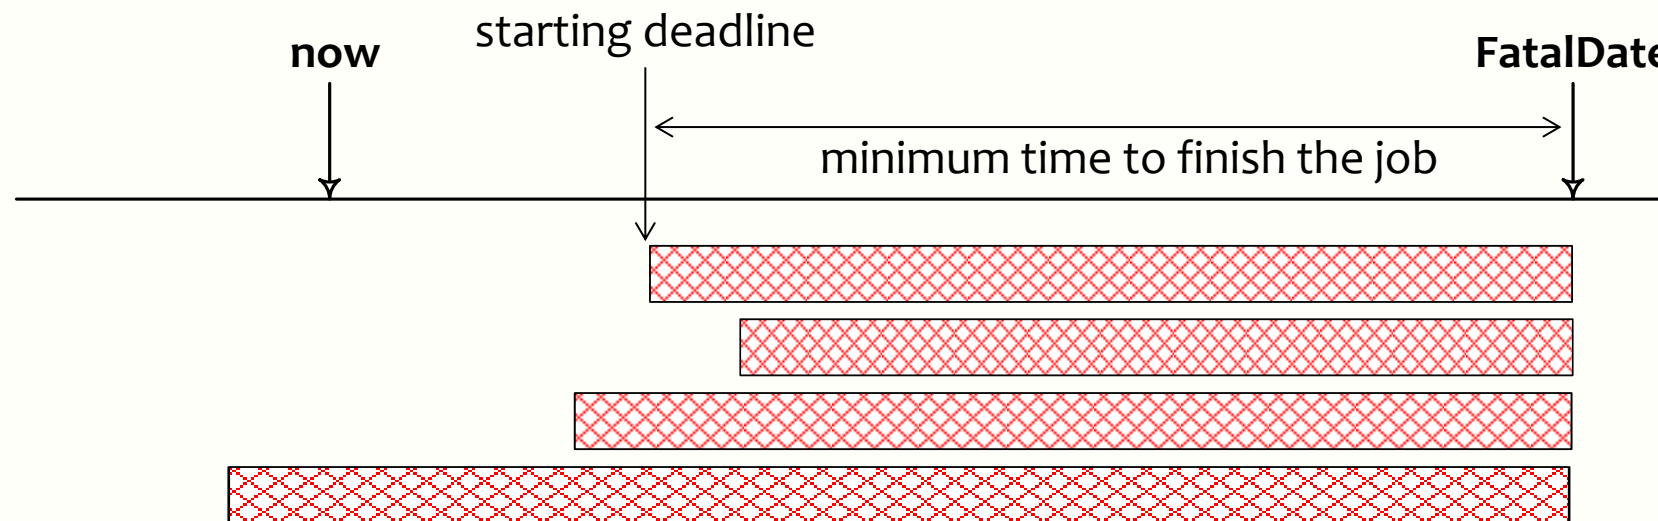 starting deadline
now
FatalDate
minimum time to finish the job